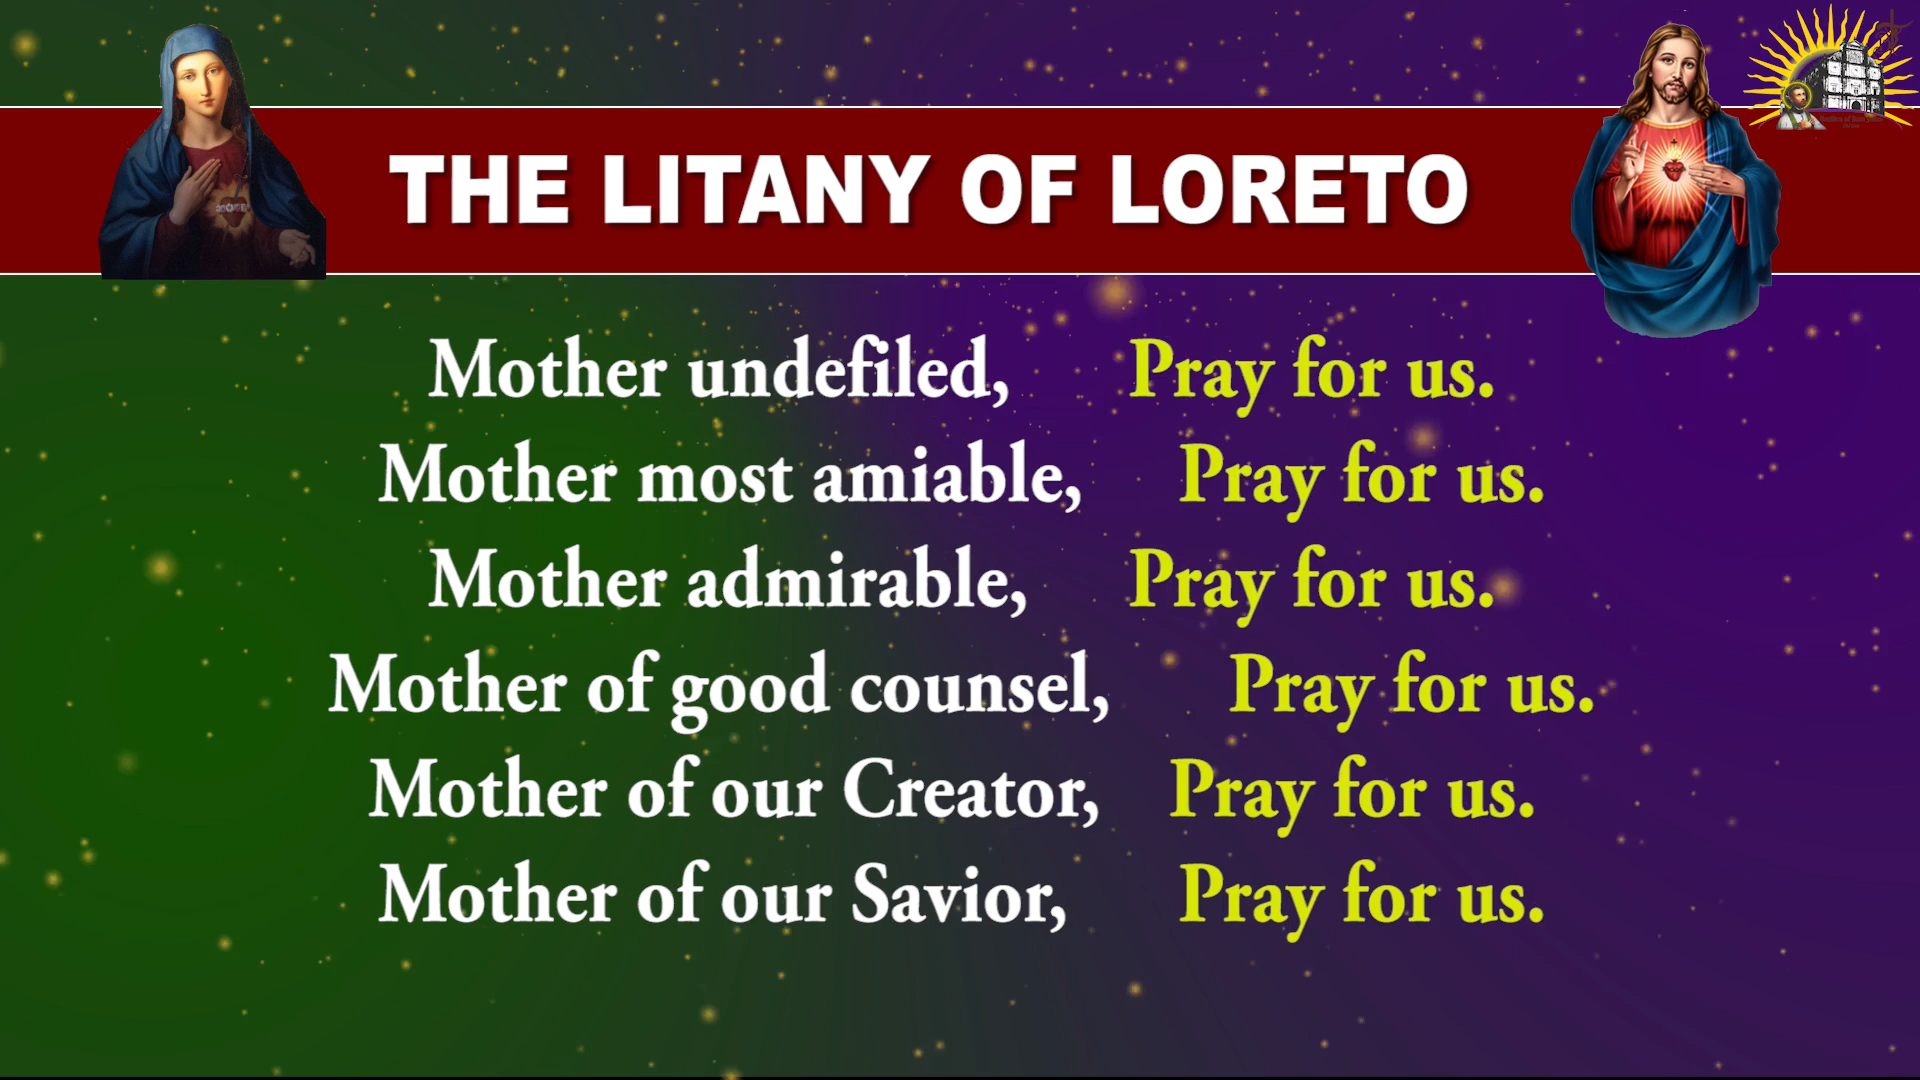 THE LITANY OF LORETO
Mother undefiled, Pray for us.
Mother most amiable, Pray for us.
Mother admirable, Pray for us.
Mother of good counsel, Pray for us.
Mother of our Creator, Pray for us.
Mother of our Savior, Pray for us.